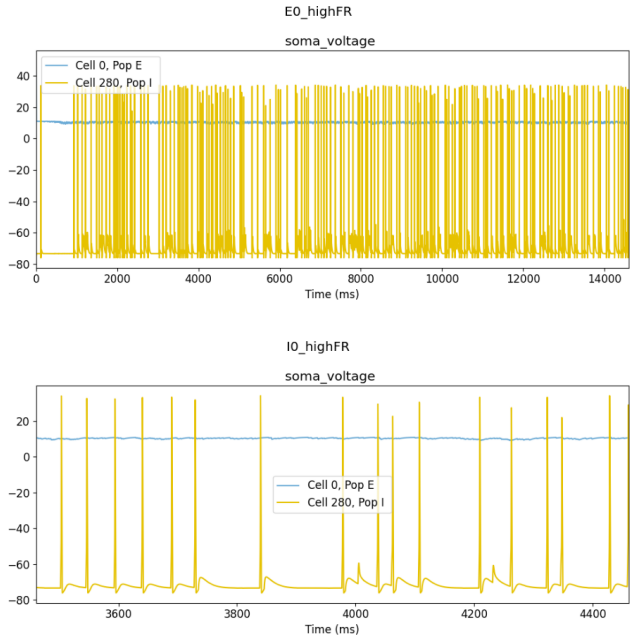 E0_highFR
soma_voltage
Cell 0, Pop E
Cell 280, Pop I
40
20
0
−20
−40
−60
−80
0 2000 4000 6000 8000 10000 12000 14000
Time (ms)
I0_highFR
soma_voltage
20
0
−20
−40
−60
−80
Cell 0, Pop E
Cell 280, Pop I
3600 3800 4000 4200 4400
Time (ms)